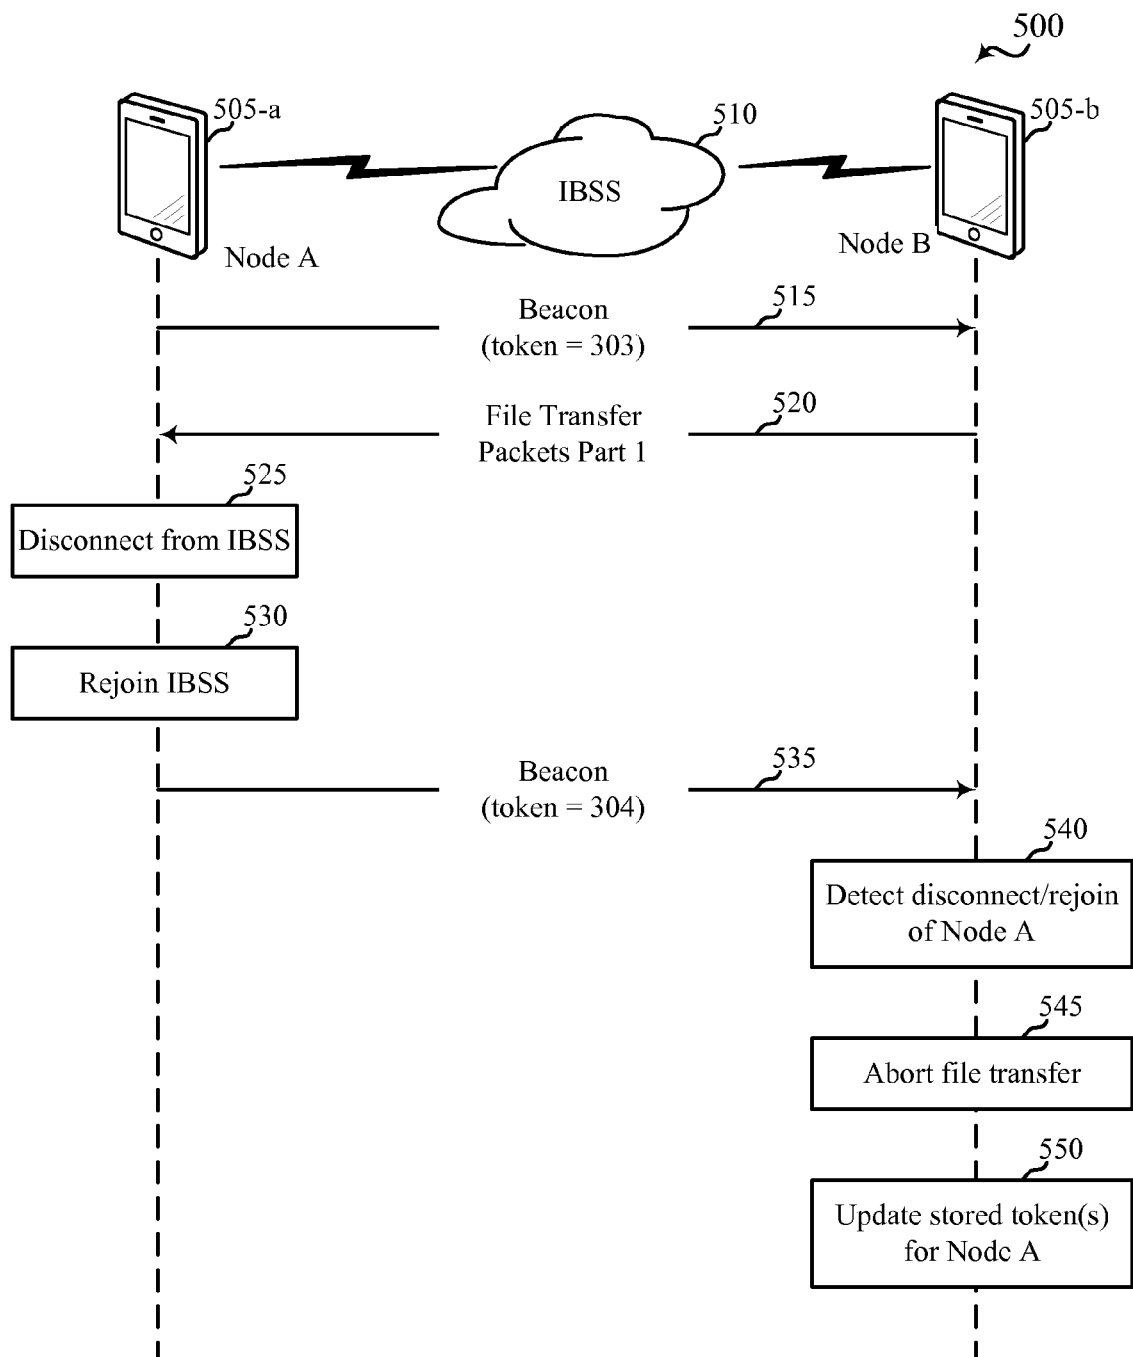 500
505-a
510
505-b
IBSS
Node A
Node B
Beacon
(token = 303)
515
File Transfer
Packets Part 1
520
525
Disconnect from IBSS
530
Rejoin IBSS
Beacon
(token = 304)
535
540
Detect disconnect/rejoin
of Node A
545
Abort file transfer
550
Update stored token(s)
for Node A